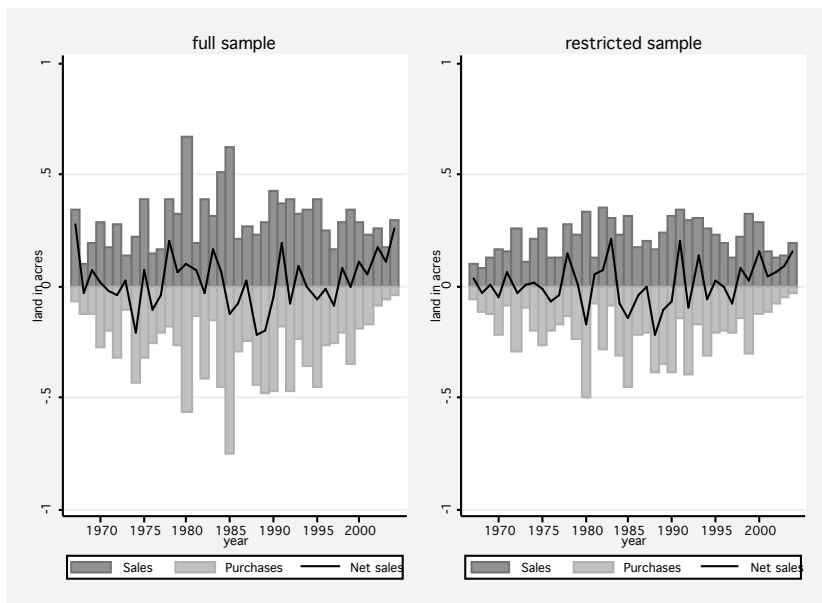 full sample
1
.5
0
-.5
-1
land in acres
1970 1975 1980 1985 1990 1995 2000
year
Sales Purchases Net sales
restricted sample
1
.5
0
-.5
-1
land in acres
1970 1975 1980 1985 1990 1995 2000
year
Sales Purchases Net sales